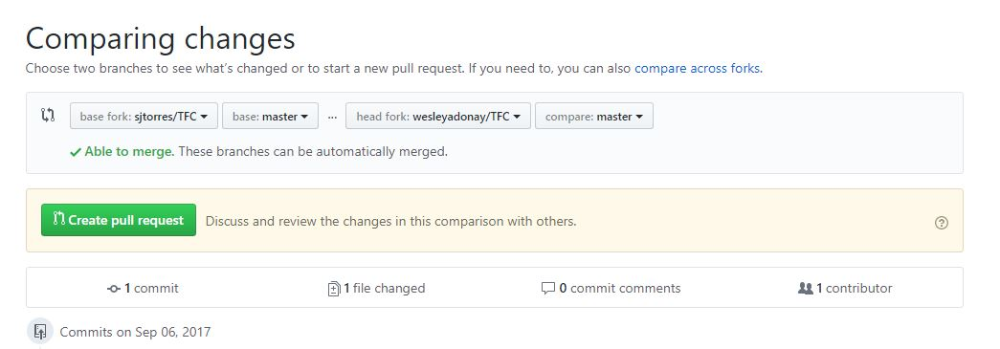 Comparing changes
Choose two branches to see what's changed or to start a new pull request. If you need to, you can also compare across forks.
base fork: sjtorres/TFC base: master ... head fork: wesleyadonay/TFC compare: master
Able to merge. These branches can be automatically merged.
Create pull request Discuss and review the changes in this comparison with others.
1 commit 1 file changed 0 commit comments 1 contributor
Commits on Sep 06, 2017